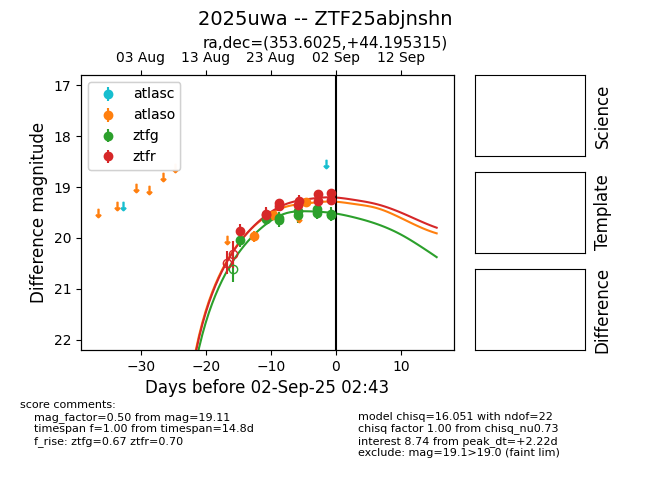 2025uwa -- ZTF25abjnshn
ra,dec=(353.6025,+44.195315)
03 Aug 13 Aug 23 Aug 02 Sep 12 Sep
17
18
19
20
21
22
Difference magnitude
atlasc
atlaso
ztfg
ztfr
−30 −20 −10 0 10
Days before 02-Sep-25 02:43
Science
Template
Difference
score comments:
mag_factor=0.50 from mag=19.11
timespan f=1.00 from timespan=14.8d
f_rise: ztfg=0.67 ztfr=0.70
model chisq=16.051 with ndof=22
chisq factor 1.00 from chisq_nu0.73
interest 8.74 from peak_dt=+2.22d
exclude: mag=19.1>19.0 (faint lim)